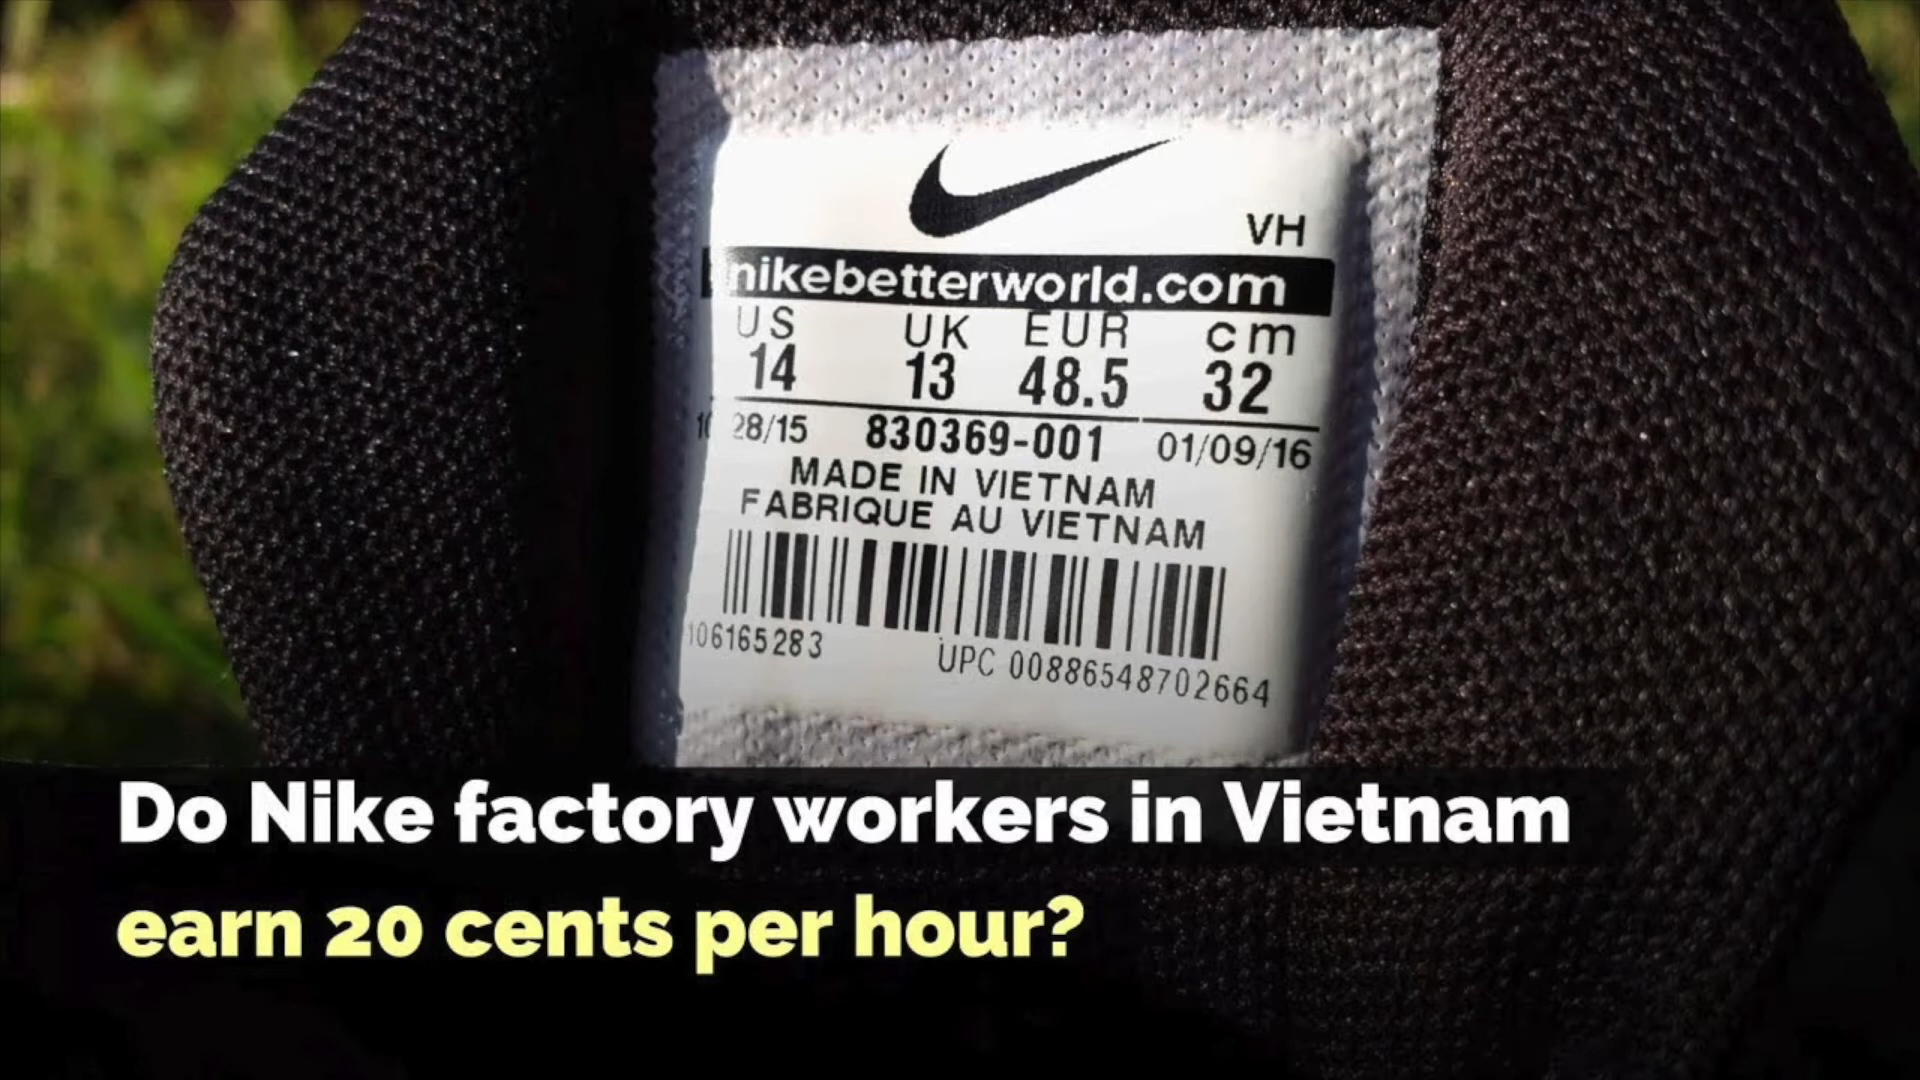 VH
nikebetterworld.com
US UK EUR cm
14 13 48.5 32
28/15 830369-001 01/09/16
MADE IN VIETNAM
FABRIQUE AU VIETNAM
106165283 UPC 00886548702664
Do Nike factory workers in Vietnam
earn 20 cents per hour?